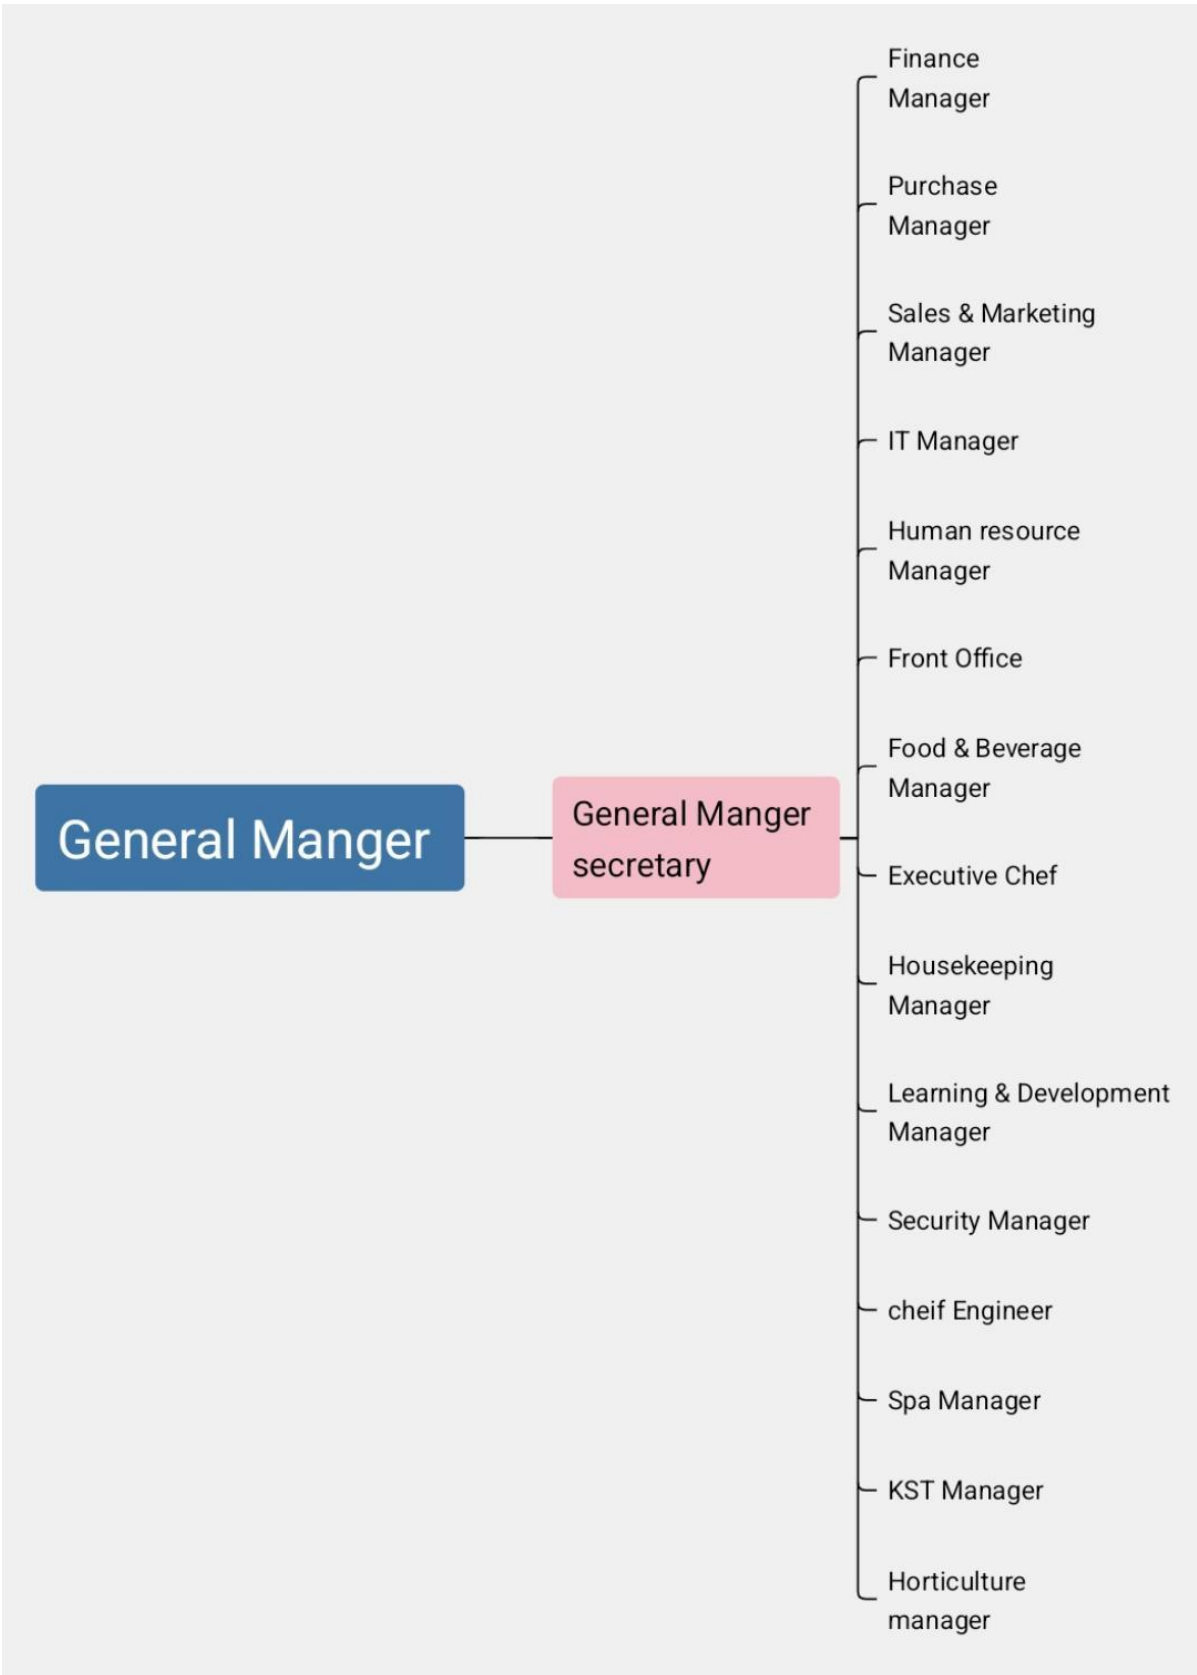 General Manger
General Manger
secretary
Finance
Manager
Purchase
Manager
Sales & Marketing
Manager
IT Manager
Human resource
Manager
Front Office
Food & Beverage
Manager
Executive Chef
Housekeeping
Manager
Learning & Development
Manager
Security Manager
cheif Engineer
Spa Manager
KST Manager
Horticulture
manager